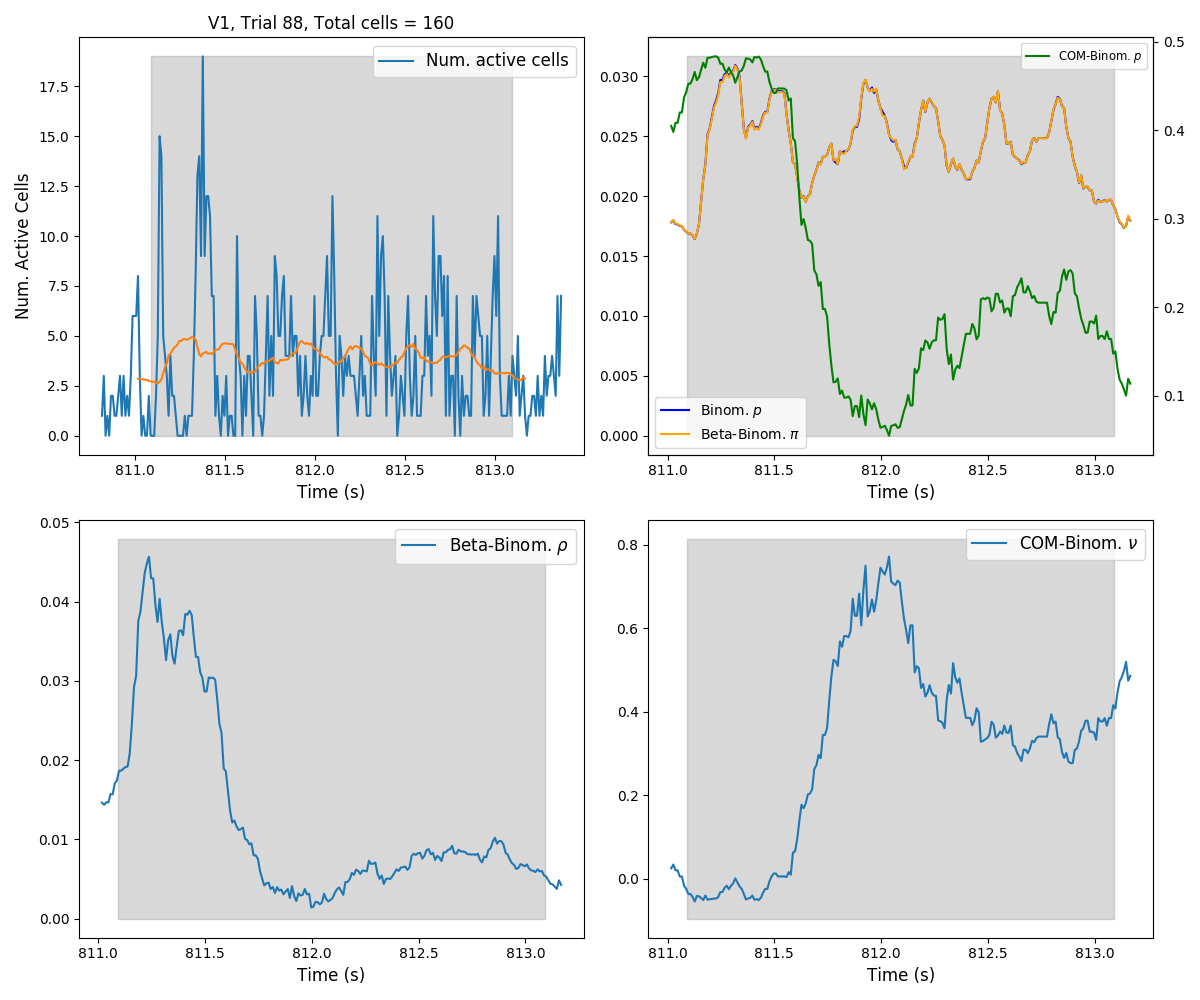 V1, Trial 88, Total cells = 160
Num. active cells
17.5
15.0
12.5
10.0
7.5
5.0
2.5
0.0
Num. Active Cells
811.0 811.5 812.0 812.5 813.0
Time (s)
COM-Binom. p
0.030
0.025
0.020
0.015
0.010
0.005
0.000
0.5
0.4
0.3
0.2
0.1
Binom. p
Beta-Binom. π
811.0 811.5 812.0 812.5 813.0
Time (s)
Beta-Binom. ρ
0.05
0.04
0.03
0.02
0.01
0.00
811.0 811.5 812.0 812.5 813.0
Time (s)
COM-Binom. ν
0.8
0.6
0.4
0.2
0.0
811.0 811.5 812.0 812.5 813.0
Time (s)